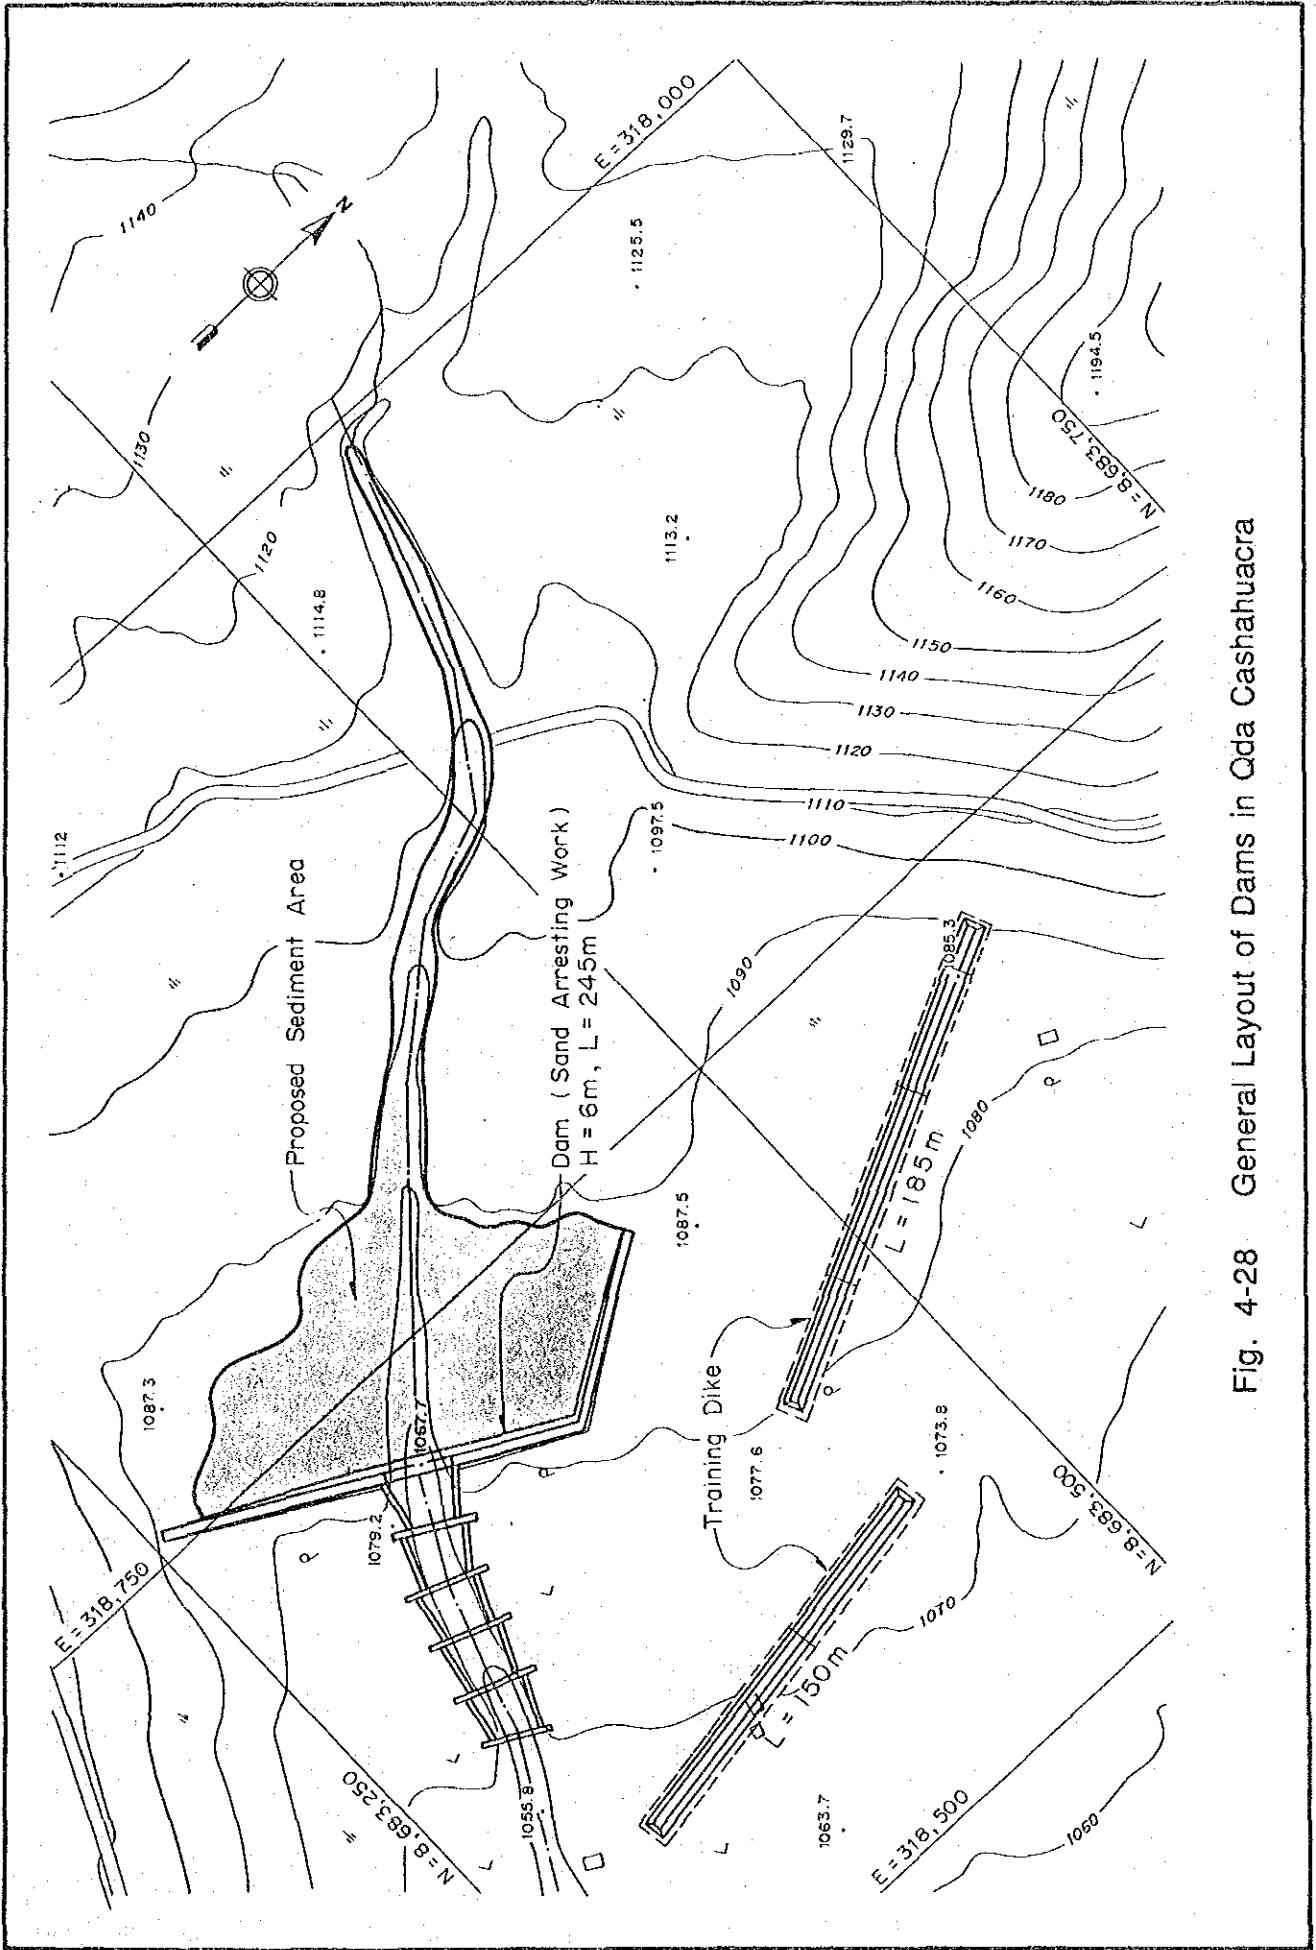 Fig. 4-28 General Layout of Dams in Qda Cashahuacra
Proposed Sediment Area
Dam ( Sand Arresting Work )
H = 6m, L = 245m
Training Dike
L = 185m
L = 150m
N
E = 318,000
E = 318,750
E = 318,500
N = 8,683,750
N = 8,683,500
N = 8,683,250
1140
1130
1120
1112
1114.8
1129.7
1125.5
1113.2
1194.5
1180
1170
1160
1150
1140
1130
1120
1110
1100
1097.5
1090
1085.3
1080
1087.5
1087.3
1067.7
1079.2
1077.6
1073.8
1070
1055.8
1063.7
1060